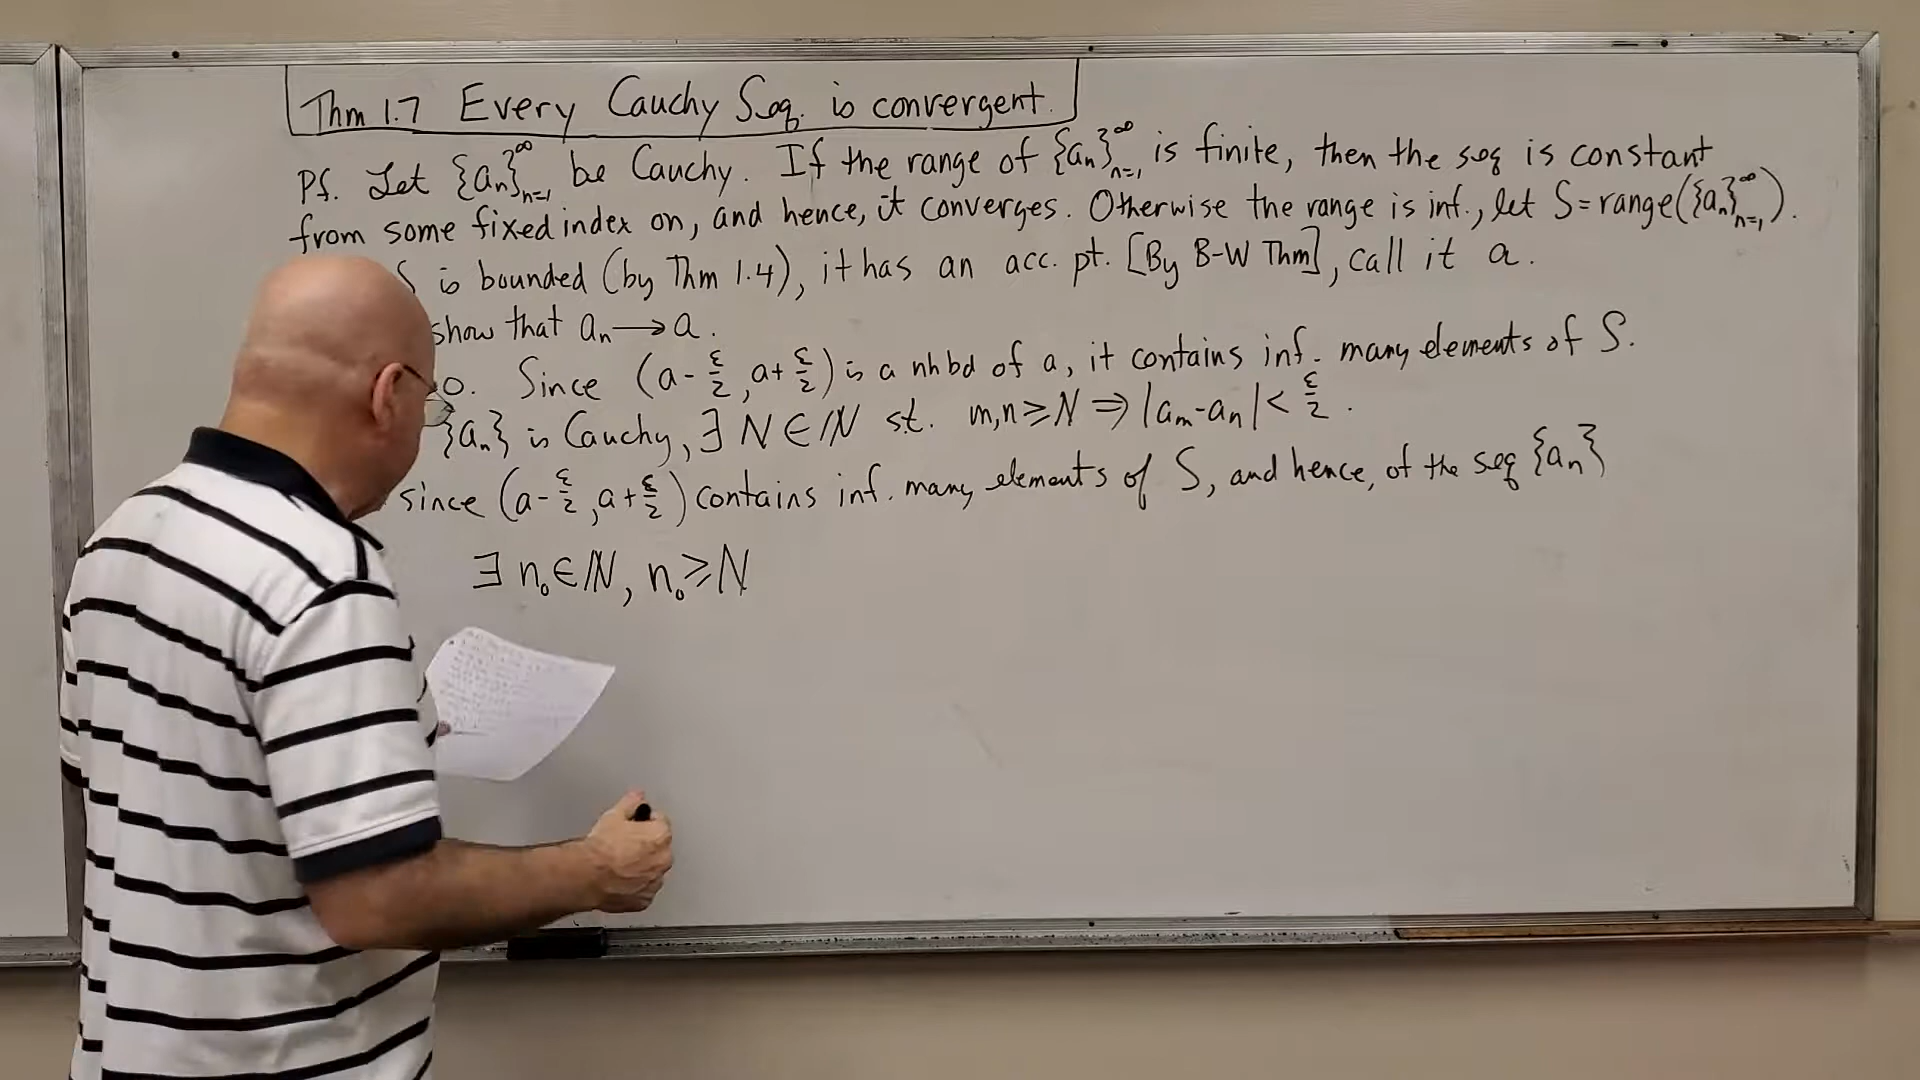 Thm 1.7 Every Cauchy Seq. is convergent.
Pf. Let {aₙ}ₙ₌₁^∞ be Cauchy. If the range of {aₙ}ₙ₌₁^∞ is finite, then the seq is constant
from some fixed index on, and hence, it converges. Otherwise the range is inf., let S = range({aₙ}ₙ₌₁^∞).
S is bounded (by Thm 1.4), it has an acc. pt. [By B-W Thm], call it a.
show that aₙ → a.
0. Since (a - ε/2, a + ε/2) is a nhbd of a, it contains inf. many elements of S.
{aₙ} is Cauchy, ∃ N ∈ ℕ st. m,n ≥ N ⇒ |aₘ - aₙ| < ε/2.
since (a - ε/2, a + ε/2) contains inf. many elements of S, and hence, of the seq {aₙ}
∃ n₀ ∈ ℕ, n₀ ≥ N